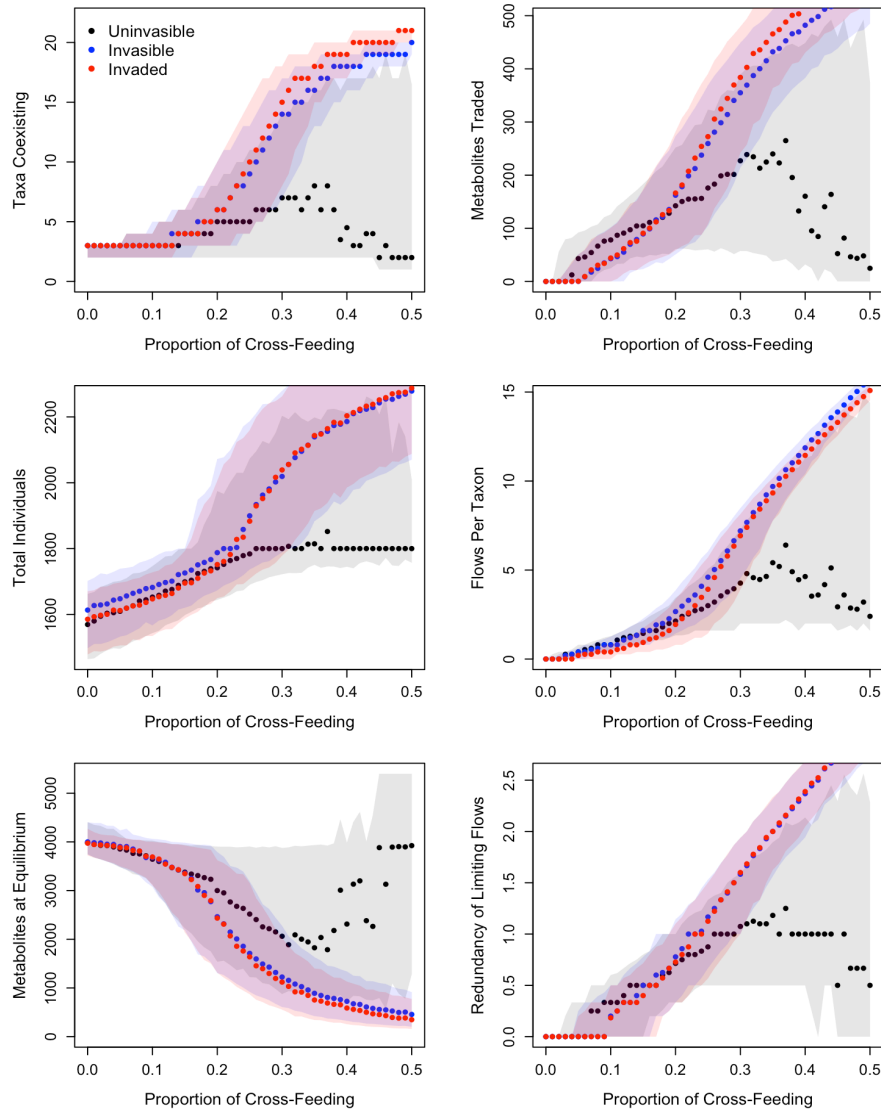 Uninvasible
Invasible
Invaded
Taxa Coexisting
0 5 10 15 20
0.0 0.1 0.2 0.3 0.4 0.5
Proportion of Cross-Feeding
Metabolites Traded
0 100 200 300 400 500
0.0 0.1 0.2 0.3 0.4 0.5
Proportion of Cross-Feeding
Total Individuals
1600 1800 2000 2200
0.0 0.1 0.2 0.3 0.4 0.5
Proportion of Cross-Feeding
Flows Per Taxon
0 5 10 15
0.0 0.1 0.2 0.3 0.4 0.5
Proportion of Cross-Feeding
Metabolites at Equilibrium
0 1000 2000 3000 4000 5000
0.0 0.1 0.2 0.3 0.4 0.5
Proportion of Cross-Feeding
Redundancy of Limiting Flows
0.0 0.5 1.0 1.5 2.0 2.5
0.0 0.1 0.2 0.3 0.4 0.5
Proportion of Cross-Feeding